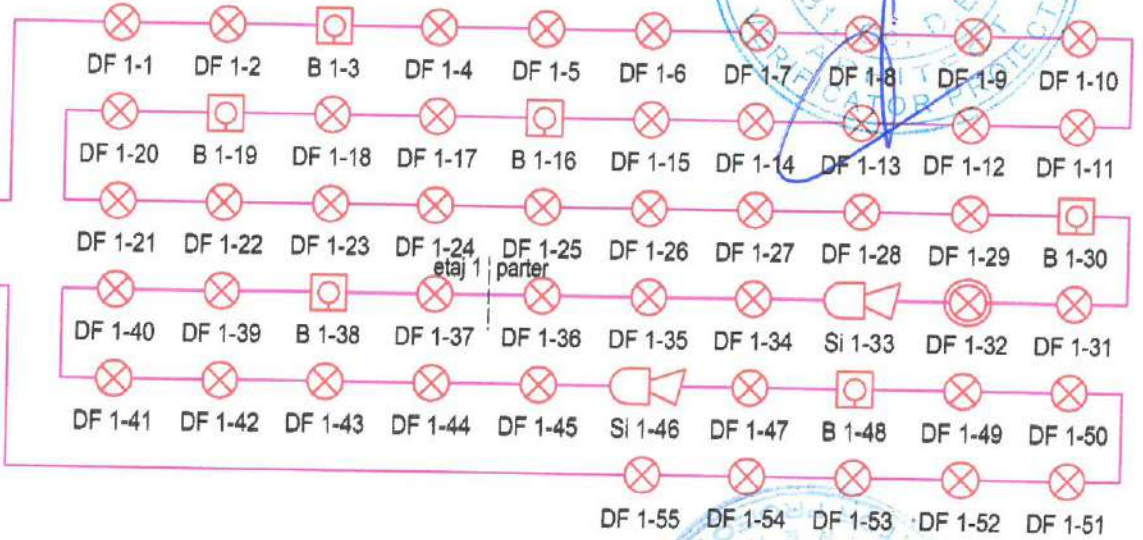 DF 1-1 DF 1-2 B 1-3 DF 1-4 DF 1-5 DF 1-6 DF 1-7 DF 1-8 DF 1-9 DF 1-10
DF 1-20 B 1-19 DF 1-18 DF 1-17 B 1-16 DF 1-15 DF 1-14 DF 1-13 DF 1-12 DF 1-11
DF 1-21 DF 1-22 DF 1-23 DF 1-24 DF 1-25 DF 1-26 DF 1-27 DF 1-28 DF 1-29 B 1-30
etaj 1 parter
DF 1-40 DF 1-39 B 1-38 DF 1-37 DF 1-36 DF 1-35 DF 1-34 Si 1-33 DF 1-32 DF 1-31
DF 1-41 DF 1-42 DF 1-43 DF 1-44 DF 1-45 Si 1-46 DF 1-47 B 1-48 DF 1-49 DF 1-50
DF 1-55 DF 1-54 DF 1-53 DF 1-52 DF 1-51
VERIFICATOR PROIECT